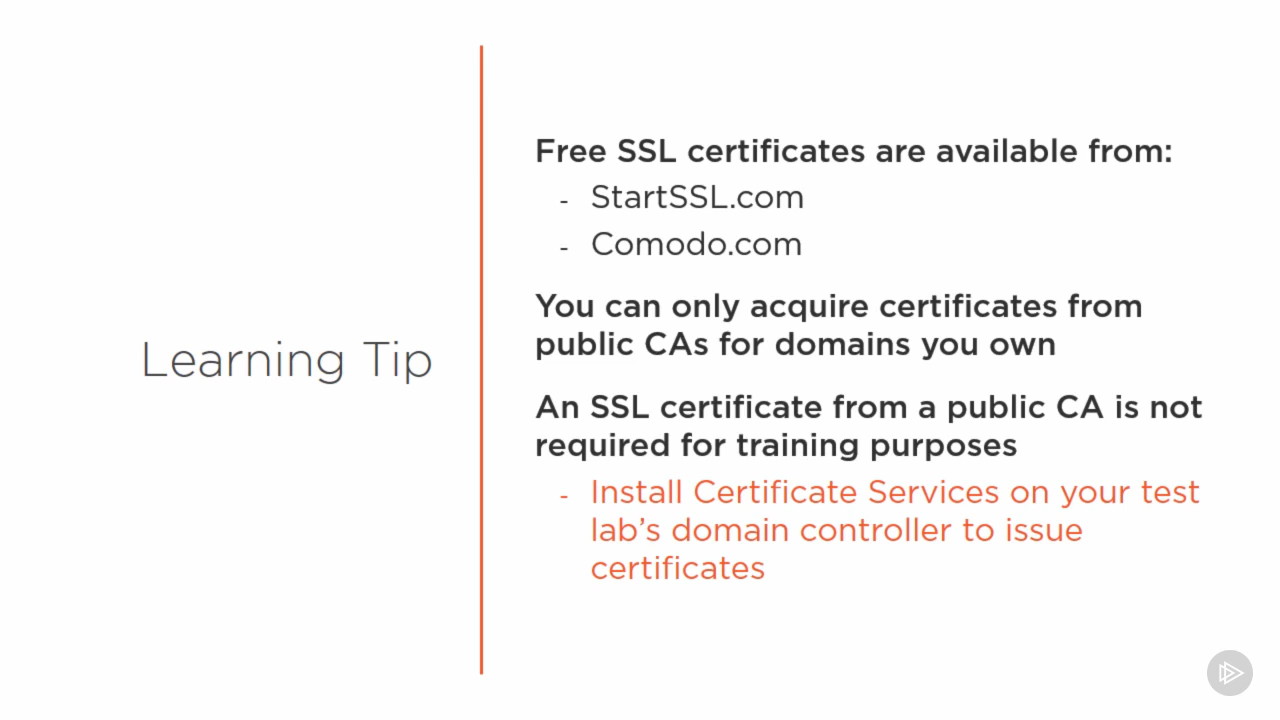 Learning Tip
Free SSL certificates are available from:
- StartSSL.com
- Comodo.com
You can only acquire certificates from
public CAs for domains you own
An SSL certificate from a public CA is not
required for training purposes
- Install Certificate Services on your test
lab’s domain controller to issue
certificates